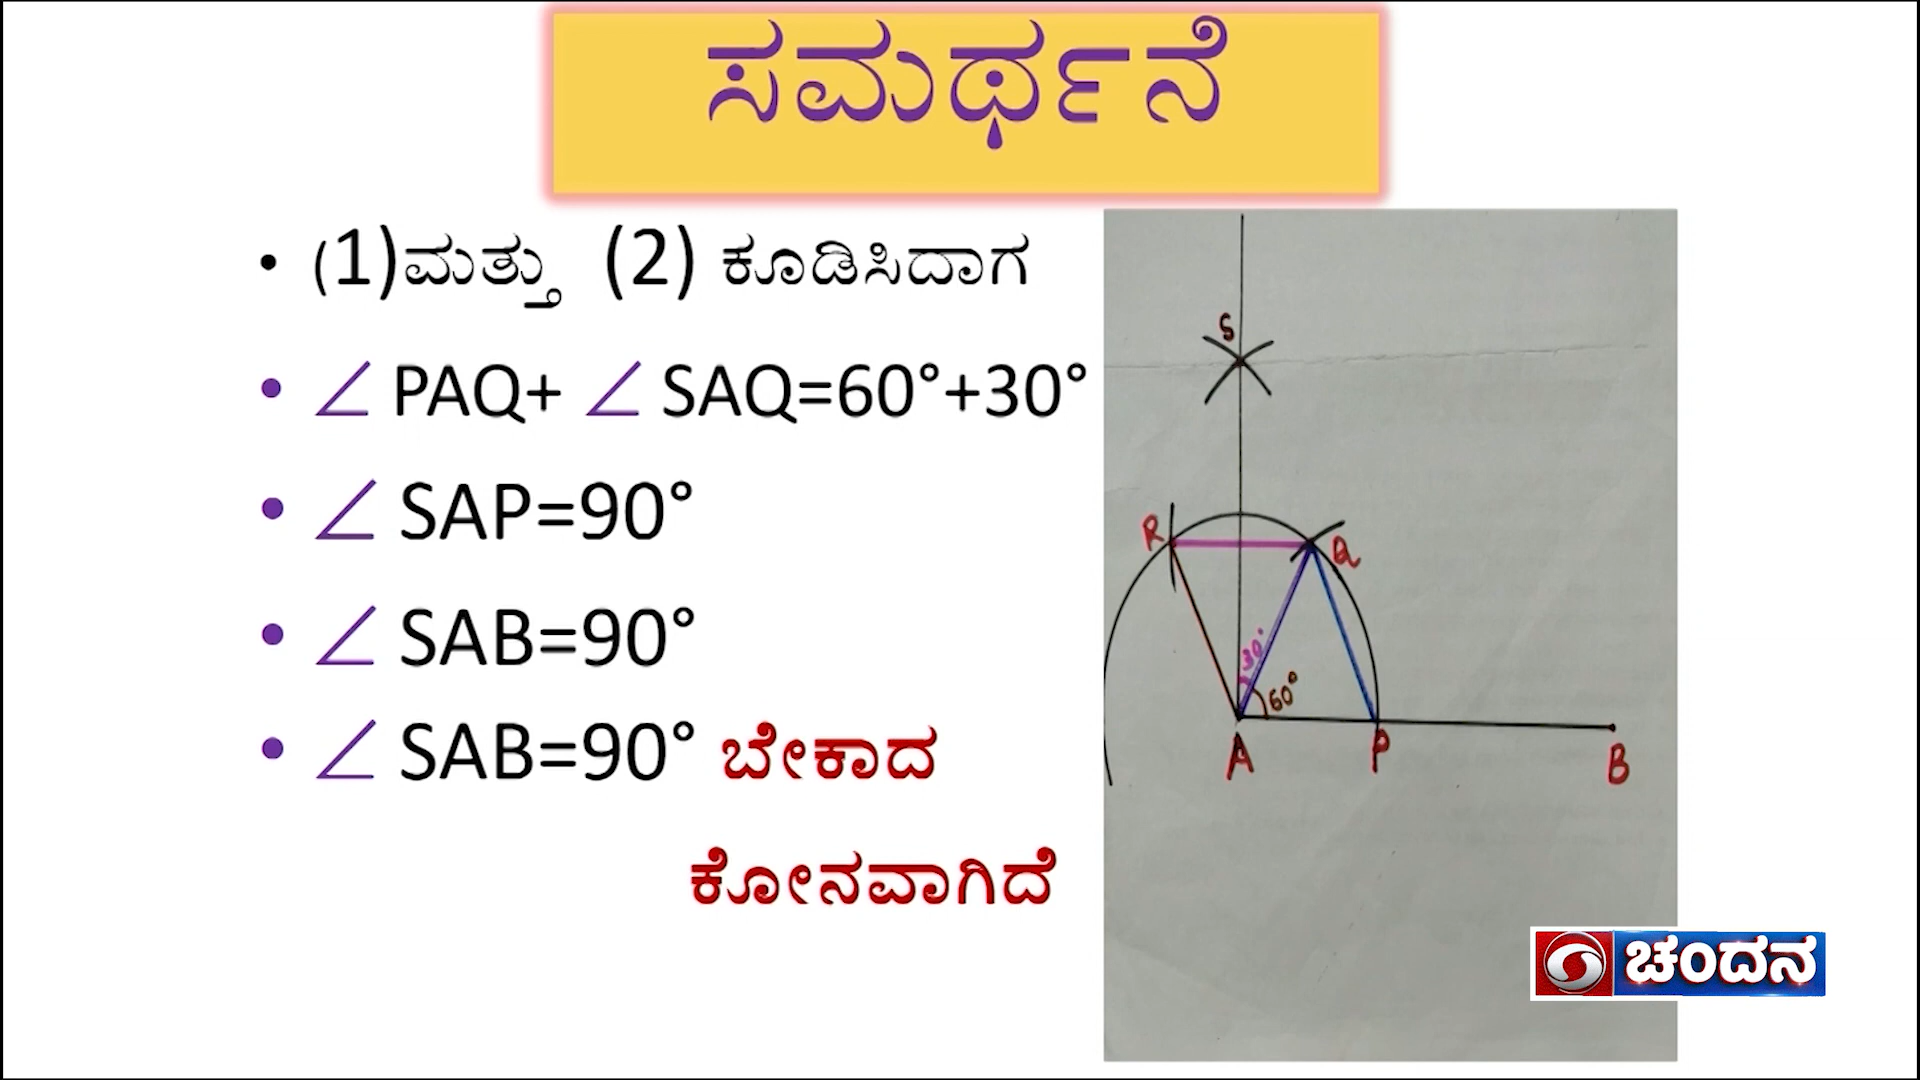 ಸಮರ್ಥನೆ
• (1)ಮತ್ತು (2) ಕೂಡಿಸಿದಾಗ
• ∠ PAQ+ ∠ SAQ=60°+30°
• ∠ SAP=90°
• ∠ SAB=90°
• ∠ SAB=90° ಬೇಕಾದ
ಕೋನವಾಗಿದೆ
S
R
Q
30°
60°
A
P
B
ಚಂದನ